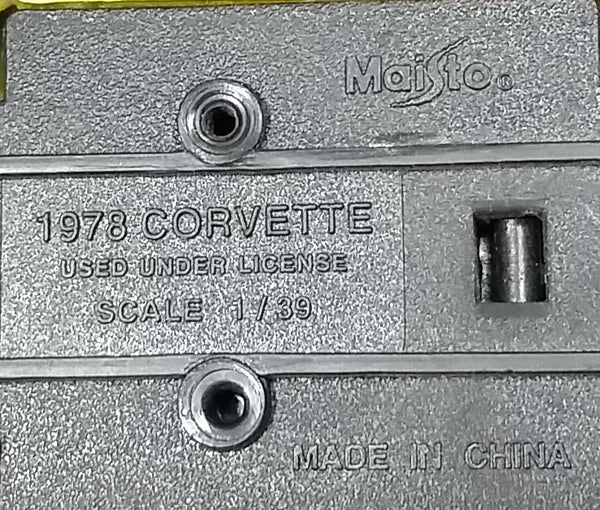 Maisto®
1978 CORVETTE
USED UNDER LICENSE
SCALE 1/39
MADE IN CHINA